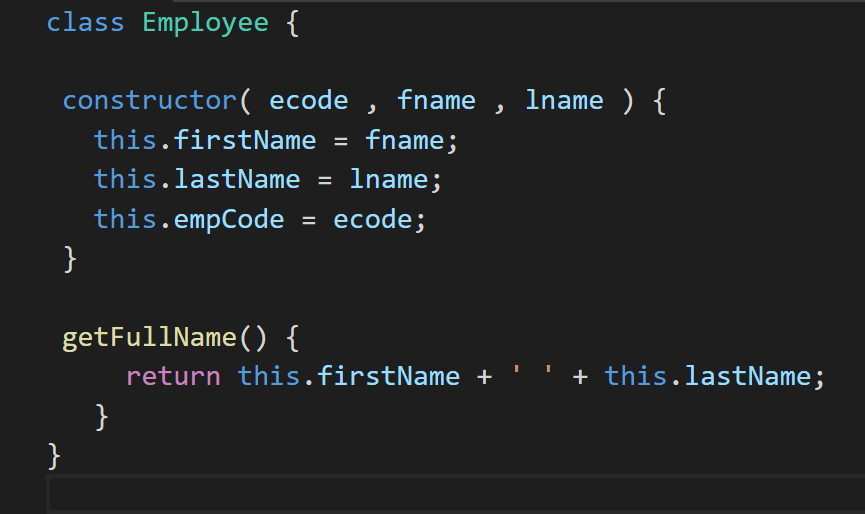 class Employee {
constructor( ecode , fname , lname ) {
this.firstName = fname;
this.lastName = lname;
this.empCode = ecode;
}
getFullName() {
return this.firstName + ' ' + this.lastName;
}
}